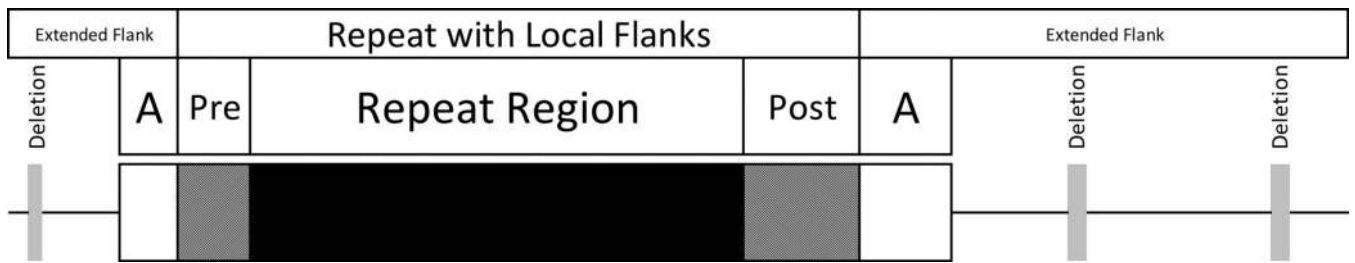 Extended Flank
Repeat with Local Flanks
Extended Flank
Deletion
A
Pre
Repeat Region
Post
A
Deletion
Deletion